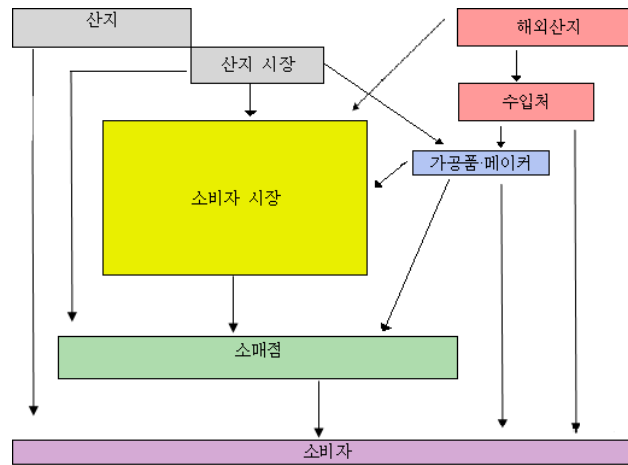 산지
해외산지
산지 시장
수입처
가공품·메이커
소비자 시장
소매점
소비자